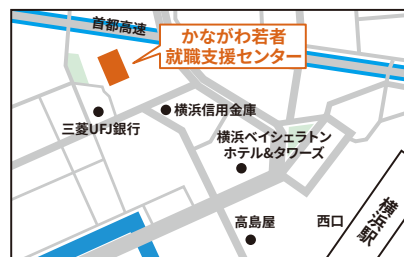 首都高速
かながわ若者
就職支援センター
横浜信用金庫
三菱UFJ銀行
横浜ベイシェラトン
ホテル&タワーズ
高島屋
西口
横浜駅